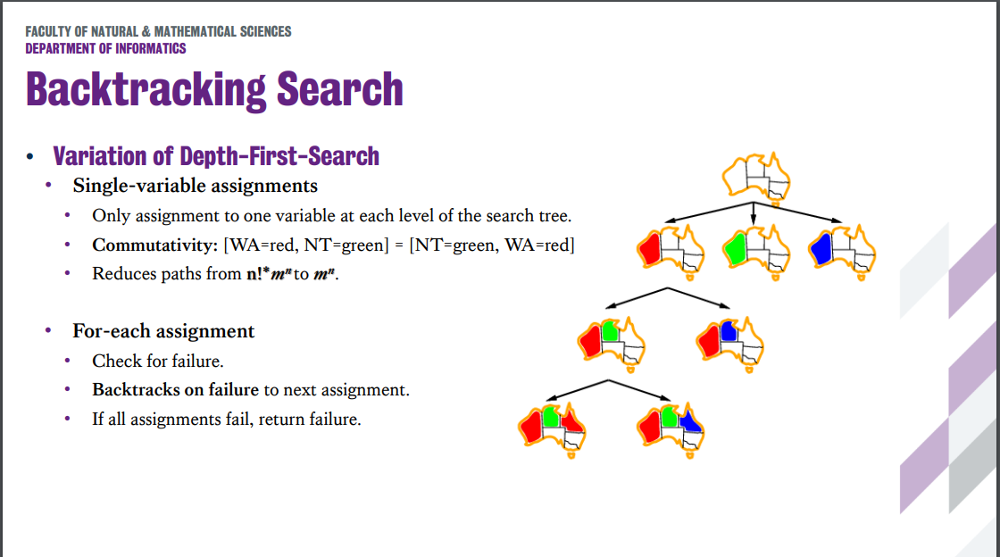 FACULTY OF NATURAL & MATHEMATICAL SCIENCES
DEPARTMENT OF INFORMATICS
Backtracking Search
• Variation of Depth-First-Search
• Single-variable assignments
• Only assignment to one variable at each level of the search tree.
• Commutativity: [WA=red, NT=green] = [NT=green, WA=red]
• Reduces paths from n!*mⁿ to mⁿ.
• For-each assignment
• Check for failure.
• Backtracks on failure to next assignment.
• If all assignments fail, return failure.